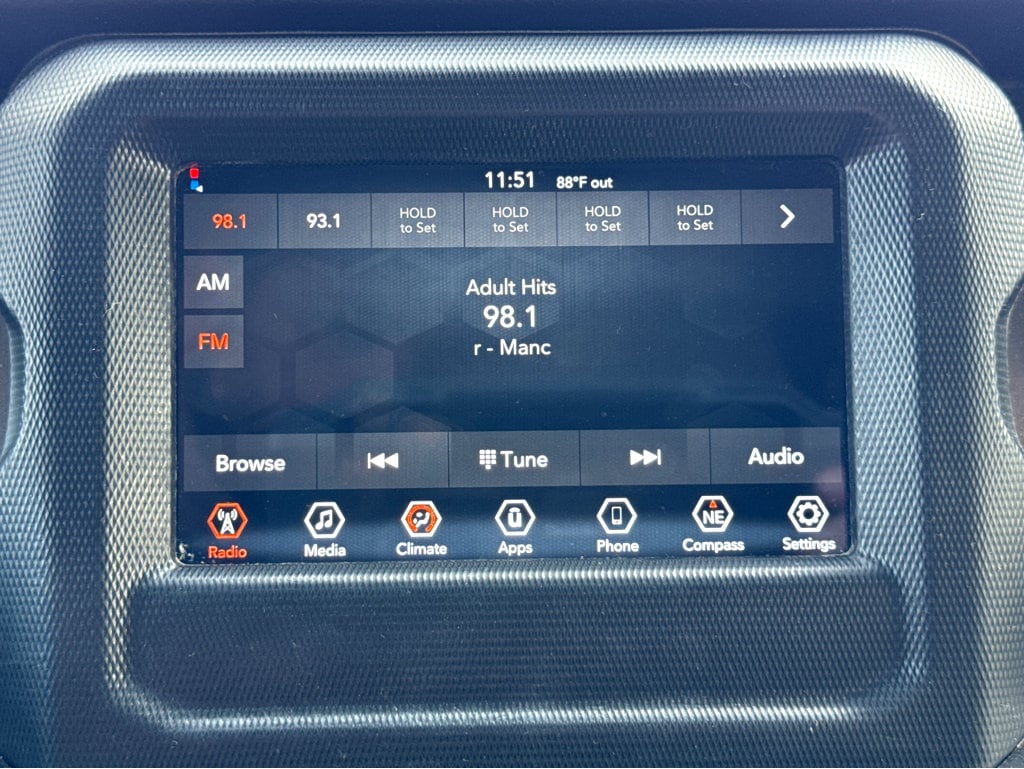 11:51 88°F out
98.1 93.1 HOLD to Set HOLD to Set HOLD to Set HOLD to Set
AM
FM
Adult Hits
98.1
r - Manc
Browse Tune Audio
NE
Radio Media Climate Apps Phone Compass Settings